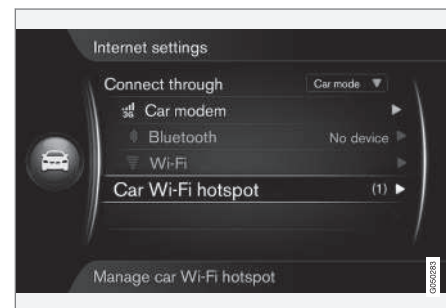 Internet settings
Connect through Car mode
3G Car modem
Bluetooth No device
Wi-Fi
Car Wi-Fi hotspot (1)
Manage car Wi-Fi hotspot
G050283